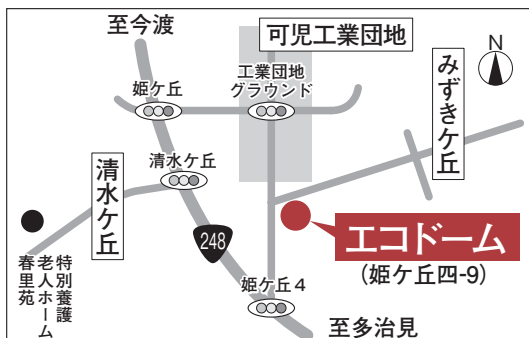 至今渡
可児工業団地
N
工業団地
グラウンド
姫ケ丘
みずきケ丘
清水ケ丘
清水ケ丘
248
エコドーム
(姫ケ丘四-9)
特別養護
老人ホーム
春里苑
姫ケ丘4
至多治見